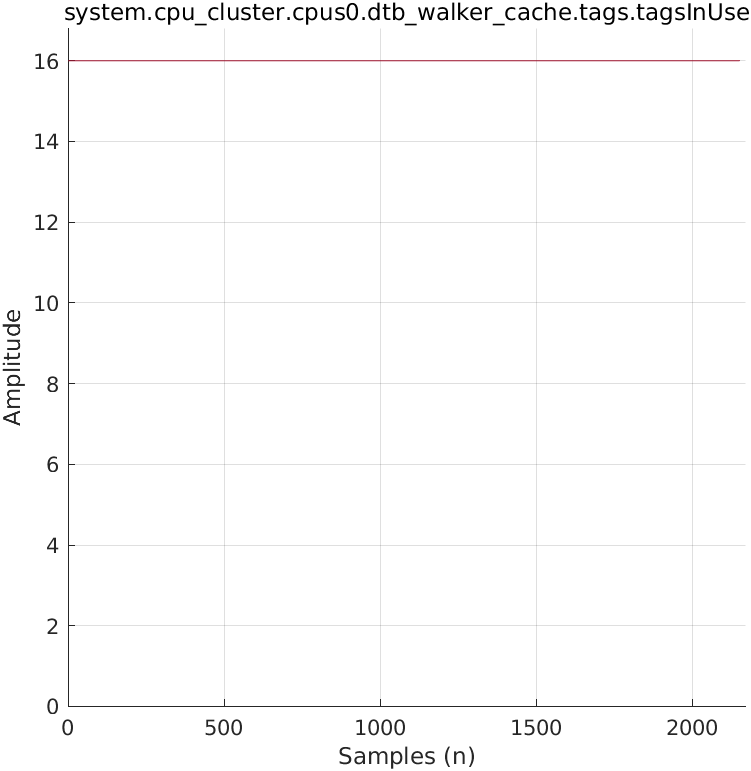 system.cpu_cluster.cpus0.dtb_walker_cache.tags.tagsInUse
16
14
12
10
8
6
4
2
0
Amplitude
0 500 1000 1500 2000
Samples (n)